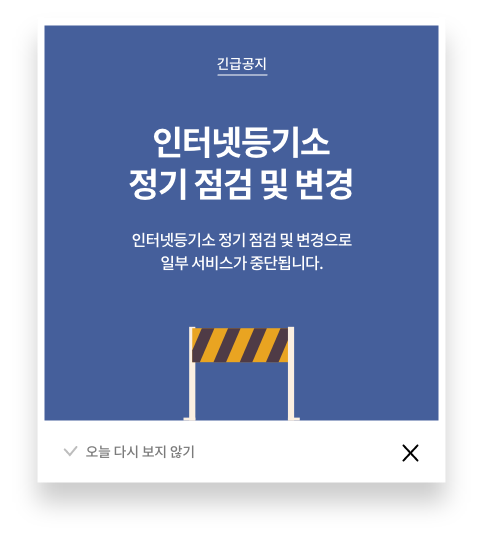 긴급공지
인터넷등기소
정기 점검 및 변경
인터넷등기소 정기 점검 및 변경으로
일부 서비스가 중단됩니다.
오늘 다시 보지 않기